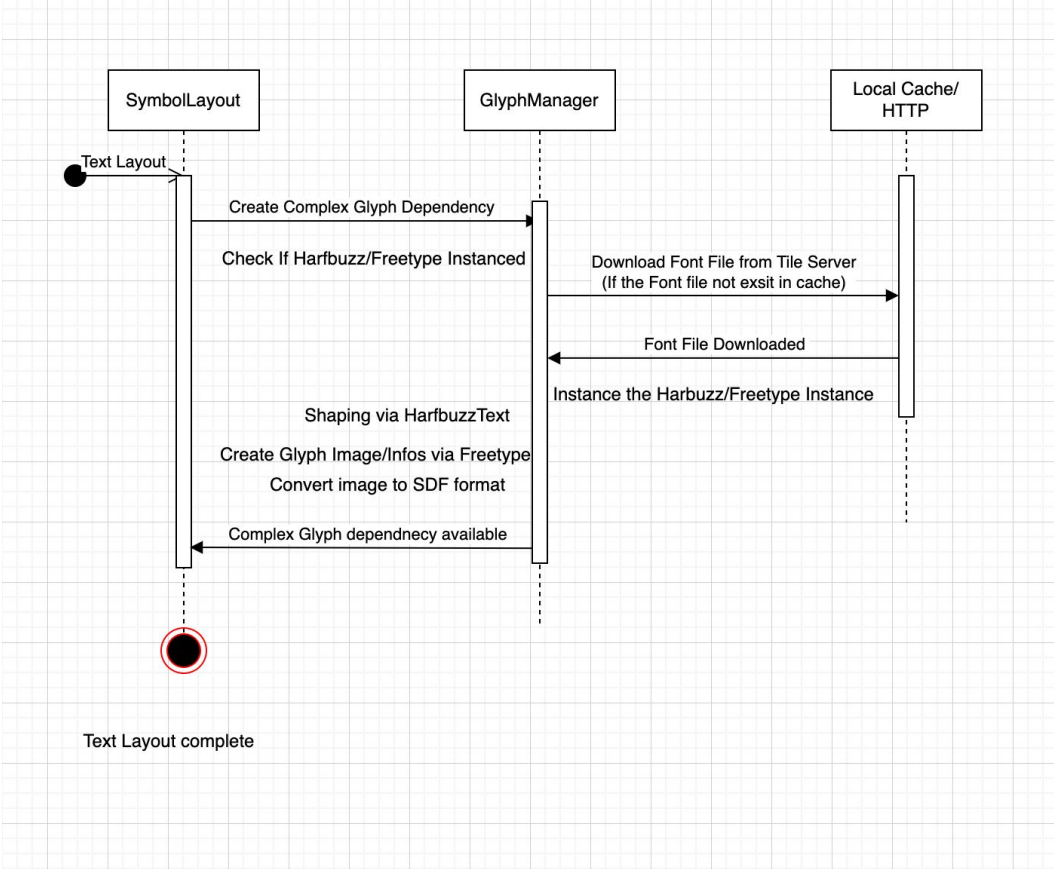 SymbolLayout
GlyphManager
Local Cache/
HTTP
Text Layout
Create Complex Glyph Dependency
Check If Harfbuzz/Freetype Instanced
Download Font File from Tile Server
(If the Font file not exsit in cache)
Font File Downloaded
Instance the Harbuzz/Freetype Instance
Shaping via HarfbuzzText
Create Glyph Image/Infos via Freetype
Convert image to SDF format
Complex Glyph dependnecy available
Text Layout complete